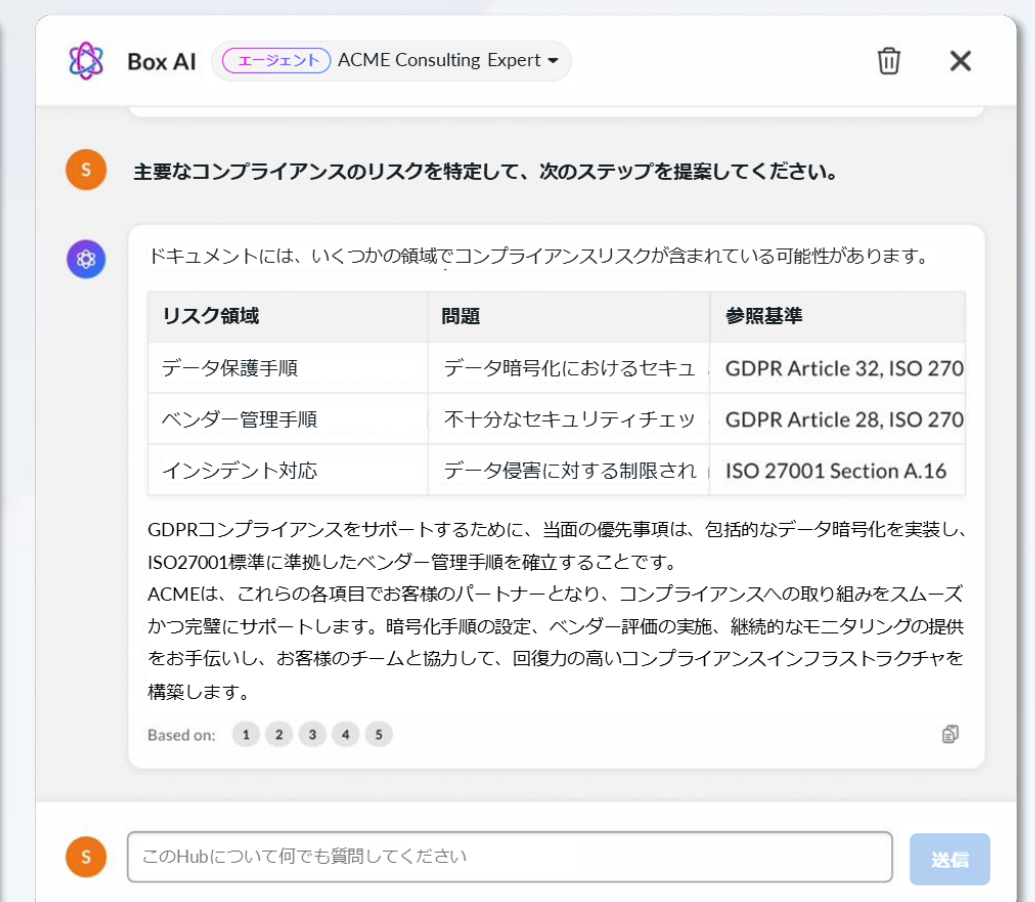 Box AI エージェント ACME Consulting Expert
S 主要なコンプライアンスのリスクを特定して、次のステップを提案してください。
ドキュメントには、いくつかの領域でコンプライアンスリスクが含まれている可能性があります。
リスク領域 問題 参照基準
データ保護手順 データ暗号化におけるセキュ GDPR Article 32, ISO 270
ベンダー管理手順 不十分なセキュリティチェッ GDPR Article 28, ISO 270
インシデント対応 データ侵害に対する制限され ISO 27001 Section A.16
GDPRコンプライアンスをサポートするために、当面の優先事項は、包括的なデータ暗号化を実装し、
ISO27001標準に準拠したベンダー管理手順を確立することです。
ACMEは、これらの各項目でお客様のパートナーとなり、コンプライアンスへの取り組みをスムーズ
かつ完璧にサポートします。暗号化手順の設定、ベンダー評価の実施、継続的なモニタリングの提供
をお手伝いし、お客様のチームと協力して、回復力の高いコンプライアンスインフラストラクチャを
構築します。
Based on: 1 2 3 4 5
S このHubについて何でも質問してください 送信